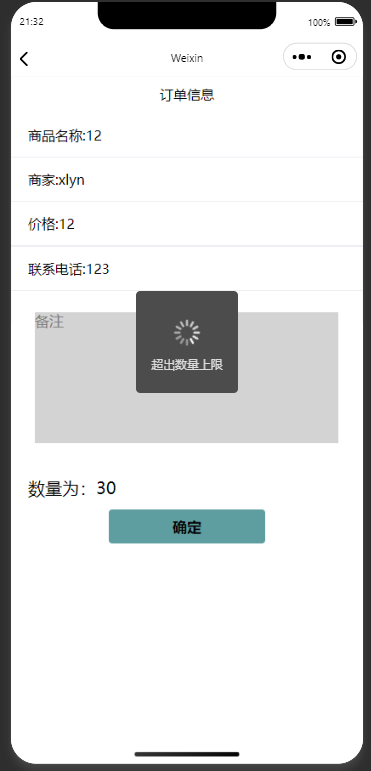 21:32
100%
Weixin
订单信息
商品名称:12
商家:xlyn
价格:12
联系电话:123
备注
超出数量上限
数量为：30
确定